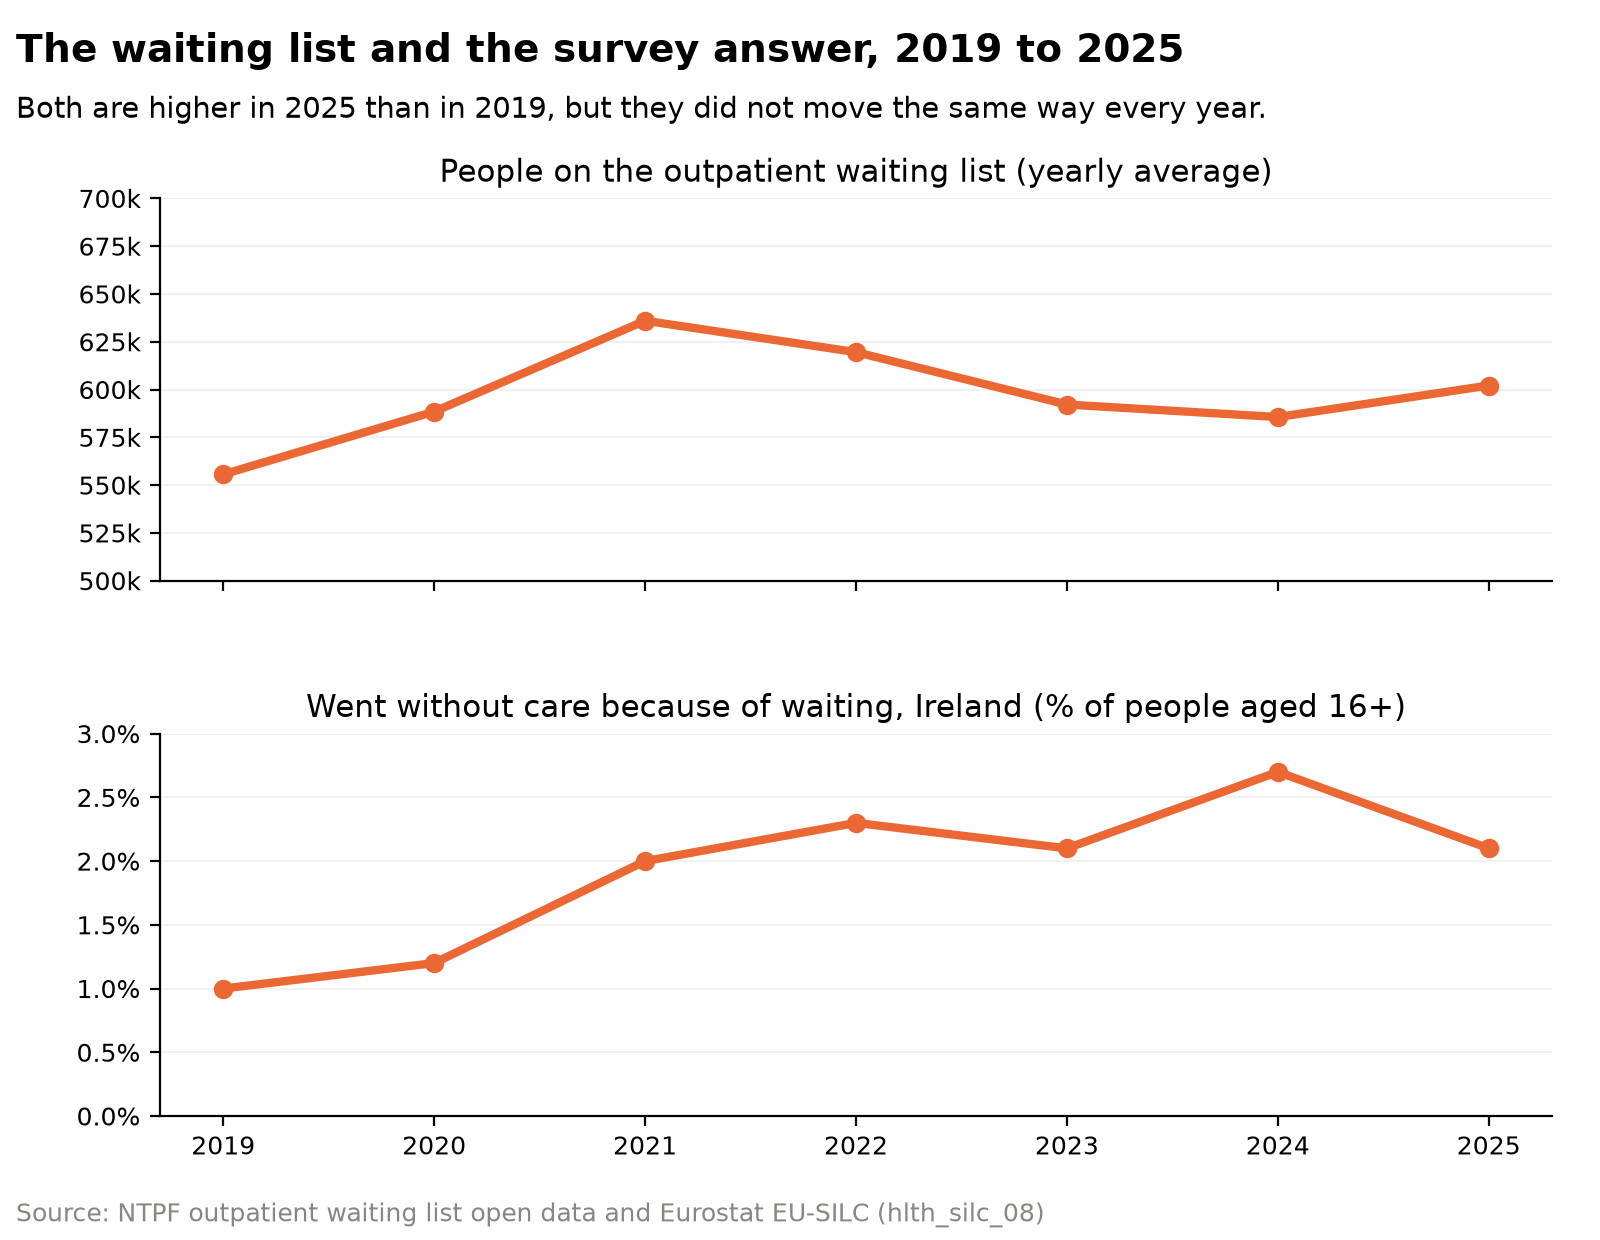 The waiting list and the survey answer, 2019 to 2025
Both are higher in 2025 than in 2019, but they did not move the same way every year.
People on the outpatient waiting list (yearly average)
700k
675k
650k
625k
600k
575k
550k
525k
500k
Went without care because of waiting, Ireland (% of people aged 16+)
3.0%
2.5%
2.0%
1.5%
1.0%
0.5%
0.0%
2019 2020 2021 2022 2023 2024 2025
Source: NTPF outpatient waiting list open data and Eurostat EU-SILC (hlth_silc_08)